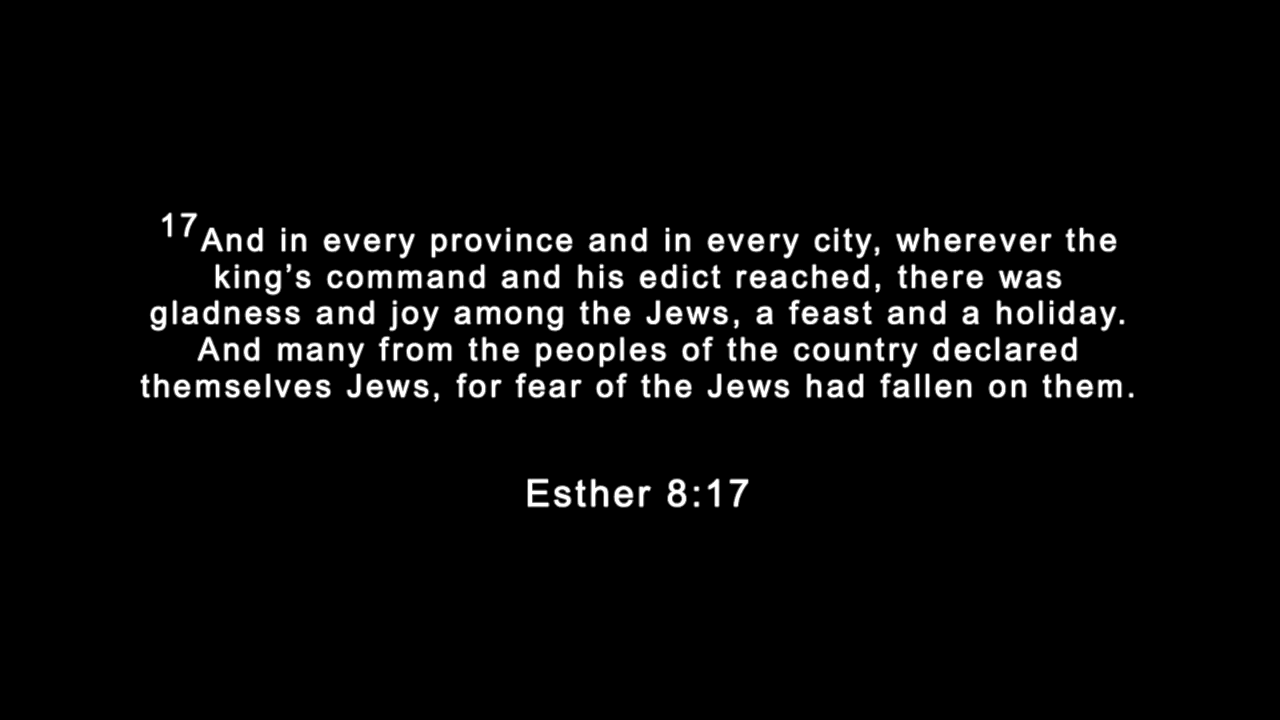 17And in every province and in every city, wherever the
king’s command and his edict reached, there was
gladness and joy among the Jews, a feast and a holiday.
And many from the peoples of the country declared
themselves Jews, for fear of the Jews had fallen on them.
Esther 8:17